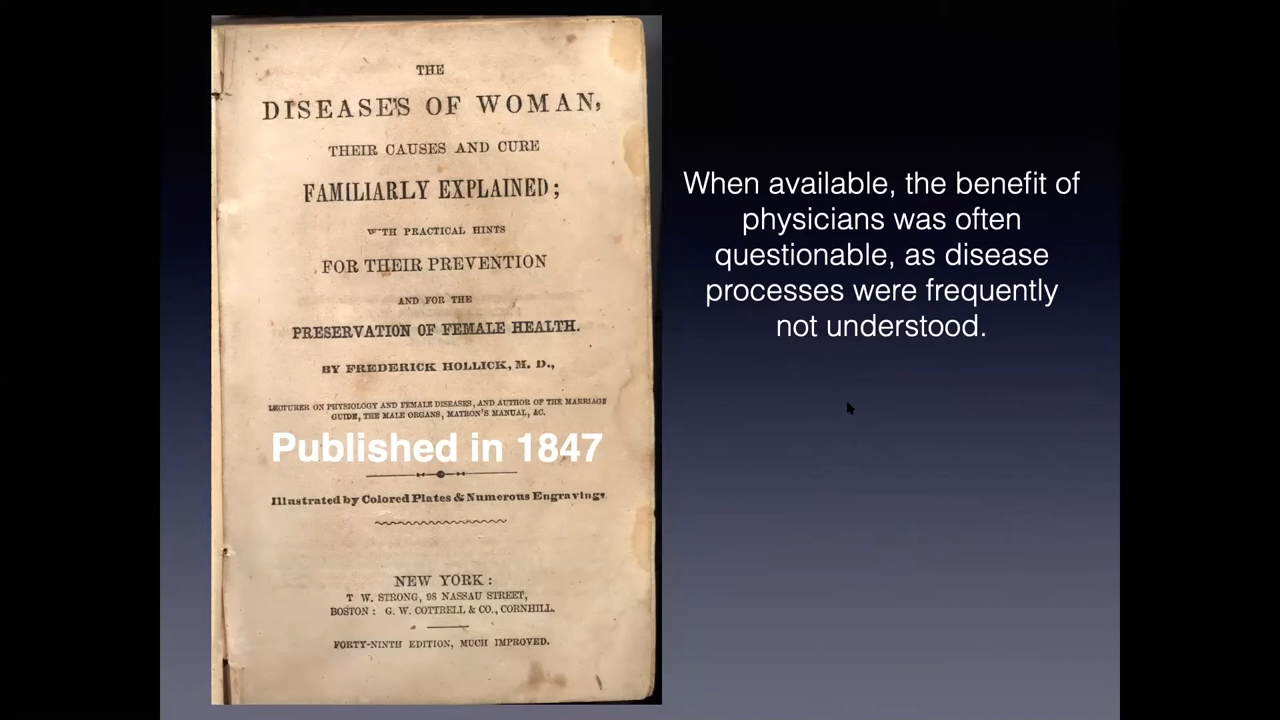 THE
DISEASES OF WOMAN,
THEIR CAUSES AND CURE
FAMILIARLY EXPLAINED;
WITH PRACTICAL HINTS
FOR THEIR PREVENTION
AND FOR THE
PRESERVATION OF FEMALE HEALTH.
BY FREDERICK HOLLICK, M. D.,
LECTURER ON PHYSIOLOGY AND FEMALE DISEASES, AND AUTHOR OF THE MARRIAGE
GUIDE, THE MALE ORGANS, MATRON'S MANUAL, &C.
Published in 1847
Illustrated by Colored Plates & Numerous Engravings
NEW YORK:
T W. STRONG, 98 NASSAU STREET,
BOSTON: G. W. COTTRELL & CO., CORNHILL.
FORTY-NINTH EDITION, MUCH IMPROVED.
When available, the benefit of
physicians was often
questionable, as disease
processes were frequently
not understood.